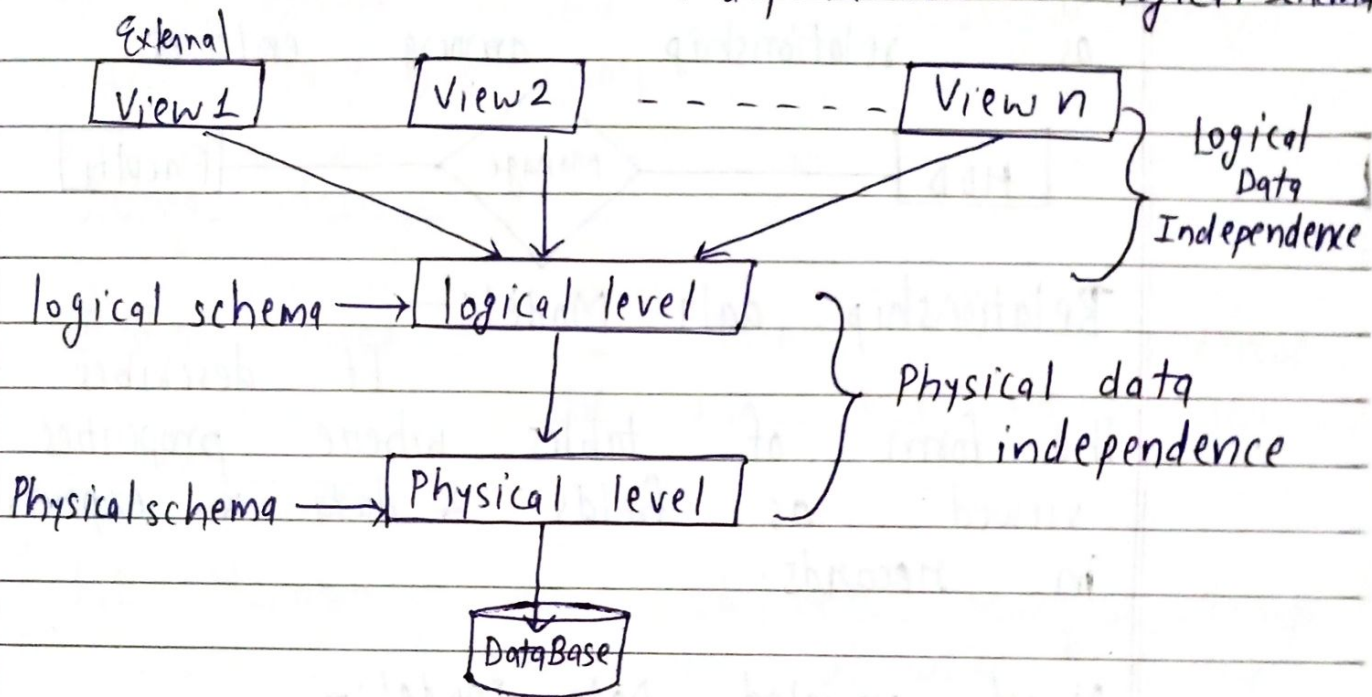 External
View 1 View 2 - - - - - - View n
Logical
Data
Independence
logical schema → logical level
Physical data
independence
Physical schema → Physical level
DataBase